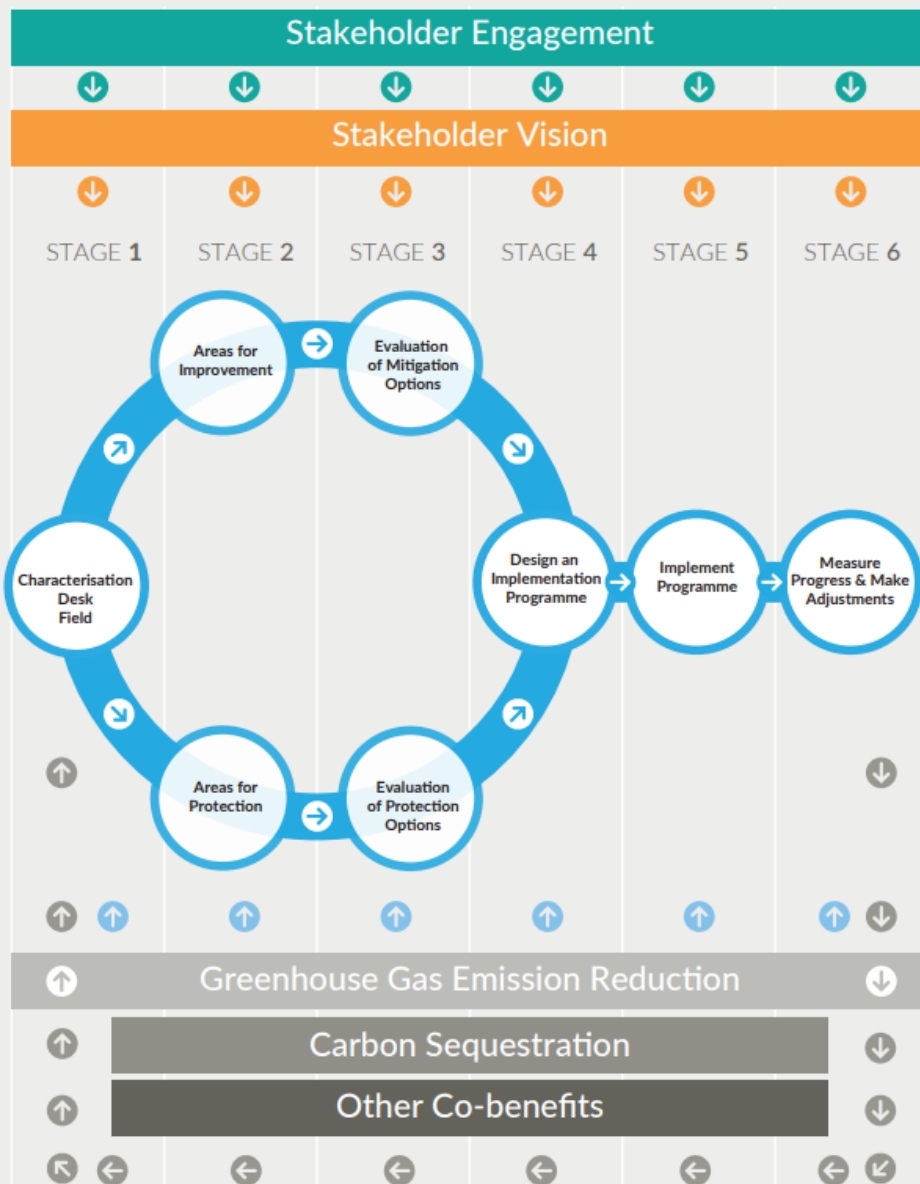 Stakeholder Engagement
Stakeholder Vision
STAGE 1
STAGE 2
STAGE 3
STAGE 4
STAGE 5
STAGE 6
Areas for
Improvement
Evaluation
of Mitigation
Options
Characterisation
Desk
Field
Design an
Implementation
Programme
Implement
Programme
Measure
Progress & Make
Adjustments
Areas for
Protection
Evaluation
of Protection
Options
Greenhouse Gas Emission Reduction
Carbon Sequestration
Other Co-benefits